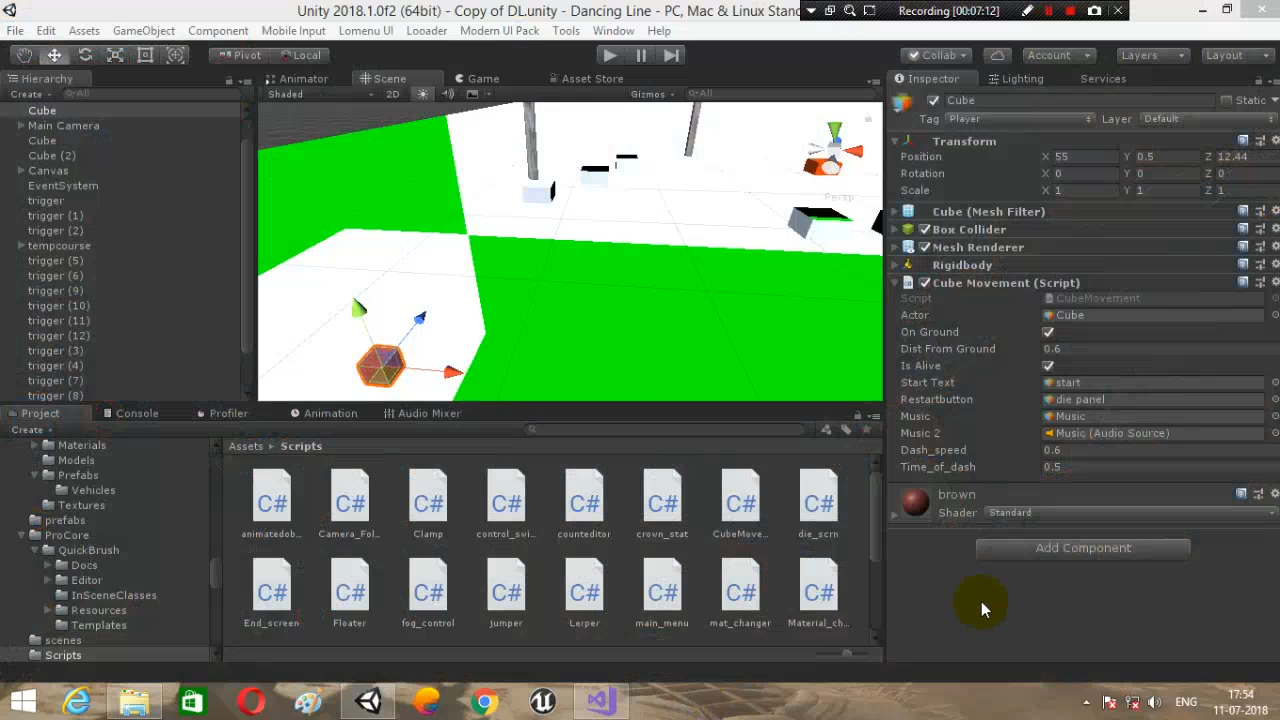 Unity 2018.1.0f2 (64bit) - Copy of DL.unity - Dancing Line - PC, Mac & Linux Stand
Recording [00:07:12]
File Edit Assets GameObject Component Mobile Input Lomenu UI Leoader Modern UI Pack Tools Window Help
Pivot Local Collab Account Layers Layout
Hierarchy Animator Scene Game Asset Store Inspector Lighting Services
Create All Shaded 2D Gizmos All
Cube
Main Camera
Cube
Cube (2)
Canvas
EventSystem
trigger
trigger (1)
trigger (2)
tempcourse
trigger (5)
trigger (6)
trigger (9)
trigger (10)
trigger (11)
trigger (12)
trigger (3)
trigger (4)
trigger (7)
trigger (8)
Persp
Cube Static
Tag Player Layer Default
Transform
Position X 55 Y 0.5 Z 12.44
Rotation X 0 Y 0 Z 0
Scale X 1 Y 1 Z 1
Cube (Mesh Filter)
Box Collider
Mesh Renderer
Rigidbody
Cube Movement (Script)
Script CubeMovement
Actor Cube
On Ground
Dist From Ground 0.6
Is Alive
Start Text start
Restartbutton die panel
Music Music
Music 2 Music (Audio Source)
Dash_speed 0.6
Time_of_dash 0.5
brown
Shader Standard
Add Component
Project Console Profiler Animation Audio Mixer
Create
Materials
Models
Prefabs
Vehicles
Textures
prefabs
ProCore
QuickBrush
Docs
Editor
InSceneClasses
Resources
Templates
scenes
Scripts
Assets Scripts
C# C# C# C# C# C# C# C#
animatedob... Camera_Fol... Clamp control_swi... counteditor crown_stat CubeMove... die_scrn
C# C# C# C# C# C# C# C#
End_screen Floater fog_control jumper Lerper main_menu mat_changer Material_ch...
ENG
17:54
11-07-2018